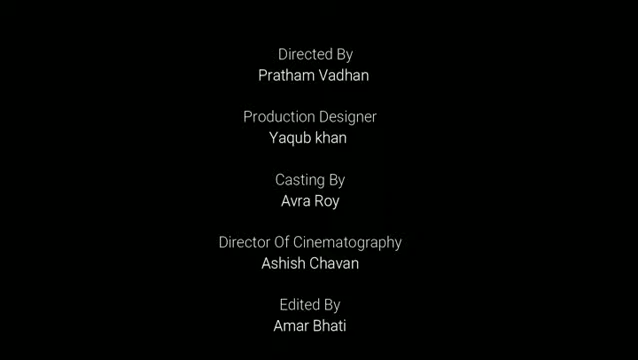 Directed By
Pratham Vadhan
Production Designer
Yaqub khan
Casting By
Avra Roy
Director Of Cinematography
Ashish Chavan
Edited By
Amar Bhati